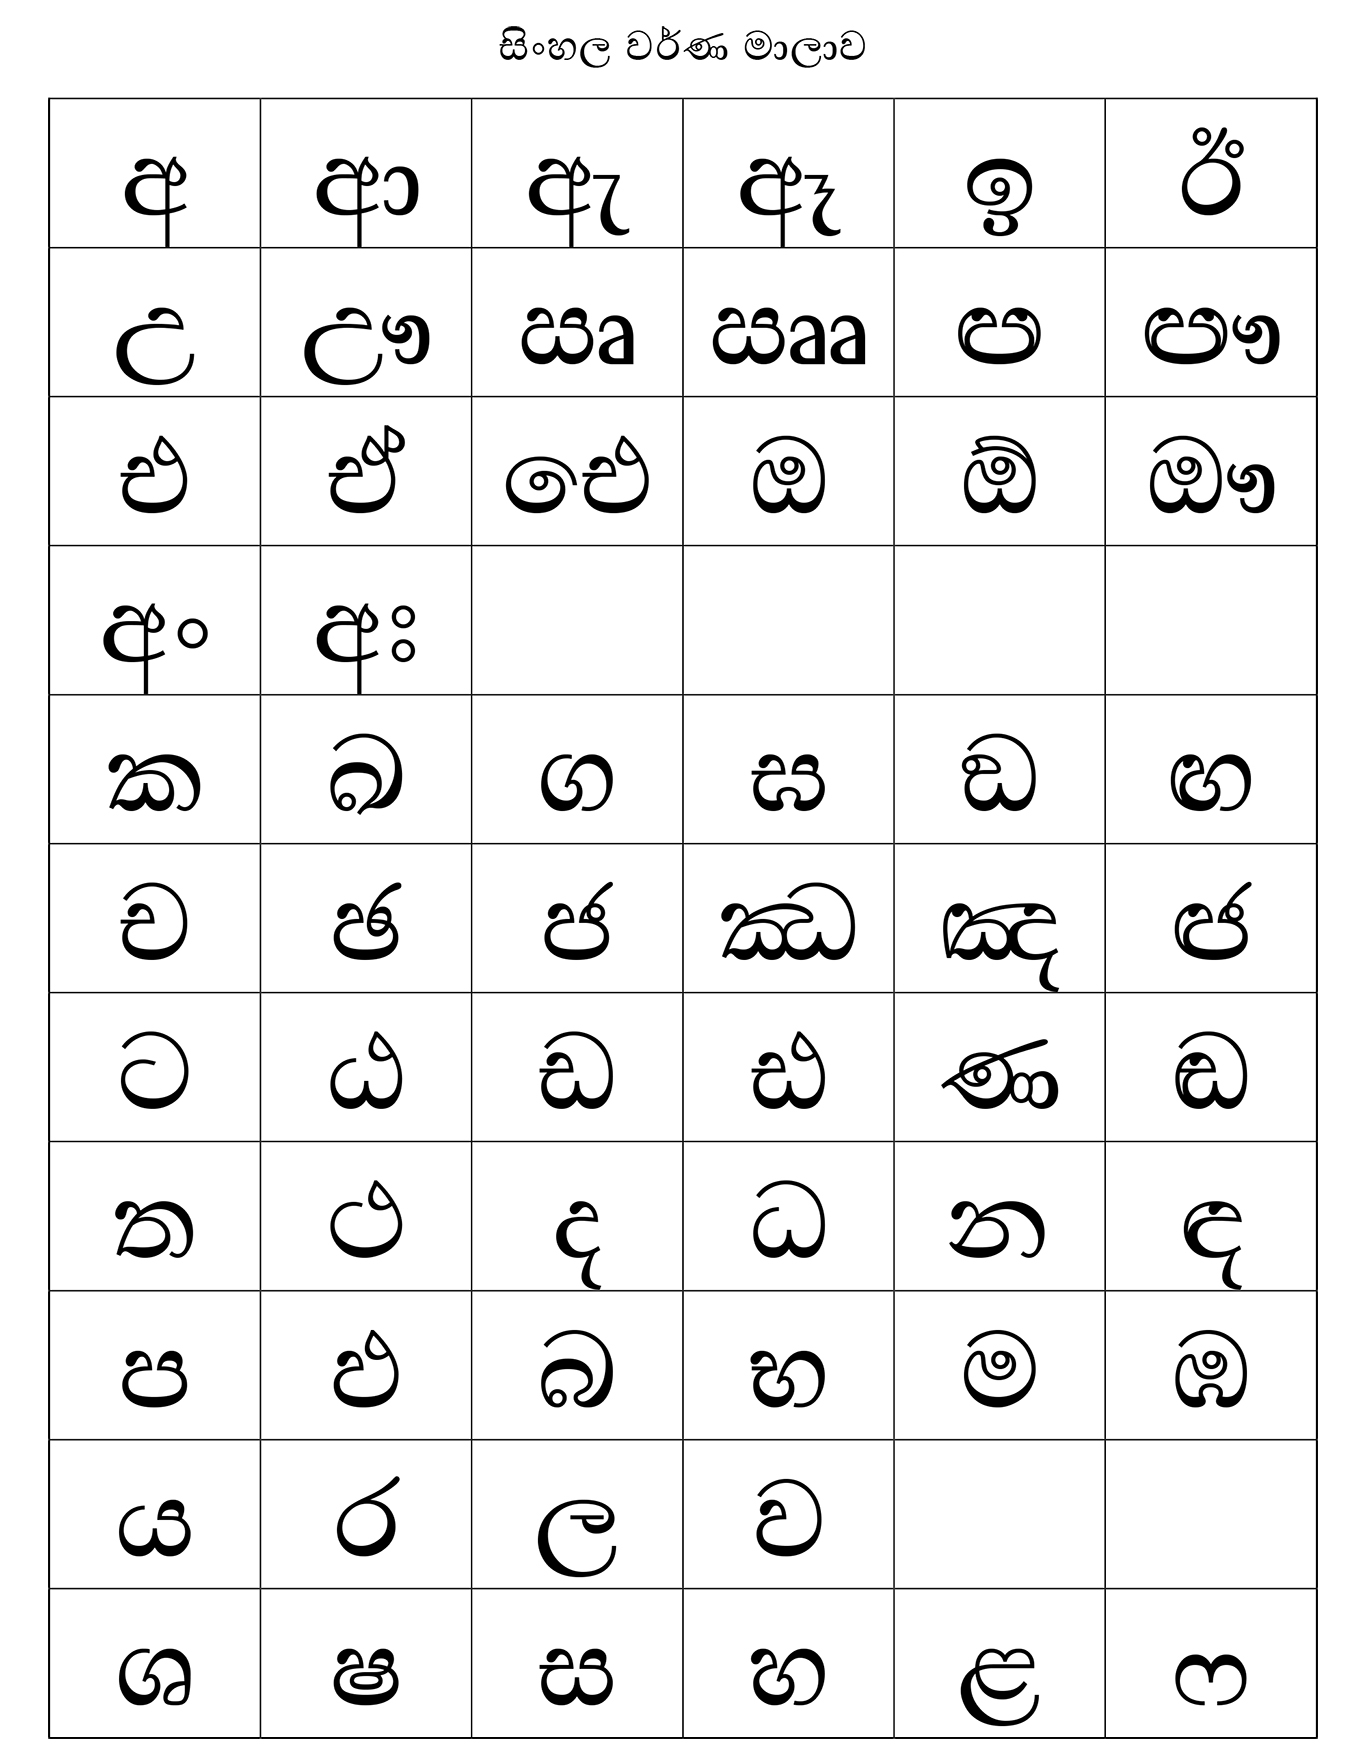 සිංහල වර්ණ මාලාව
අ ආ ඇ ඈ ඉ ඊ
උ ඌ ඍ ඎ ඏ ඐ
එ ඒ ඓ ඔ ඕ ඖ
අං අඃ
ක ඛ ග ඝ ඞ ඟ
ච ඡ ජ ඣ ඤ ඦ
ට ඨ ඩ ඪ ණ ඬ
ත ථ ද ධ න ඳ
ප ඵ බ භ ම ඹ
ය ර ල ව
ශ ෂ ස හ ළ ෆ